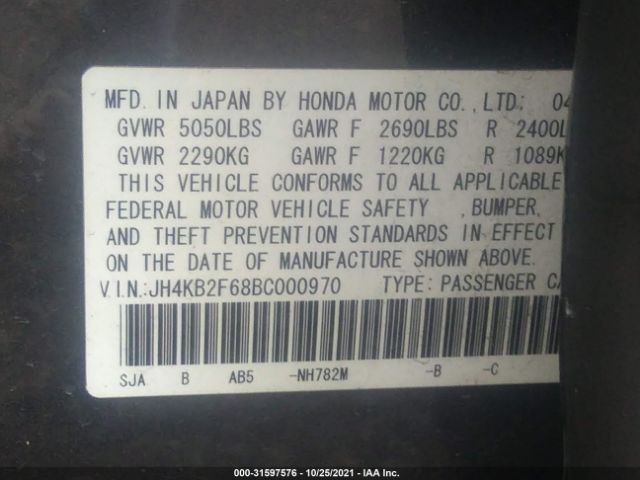 MFD. IN JAPAN BY HONDA MOTOR CO.,LTD: 04
GVWR 5050LBS GAWR F 2690LBS R 2400L
GVWR 2290KG GAWR F 1220KG R 1089K
THIS VEHICLE CONFORMS TO ALL APPLICABLE
FEDERAL MOTOR VEHICLE SAFETY ,BUMPER,
AND THEFT PREVENTION STANDARDS IN EFFECT
ON THE DATE OF MANUFACTURE SHOWN ABOVE.
V.I.N:JH4KB2F68BC000970 TYPE: PASSENGER CA
SJA B AB5 -NH782M -B -C
000-31597576 - 10/25/2021 - IAA Inc.